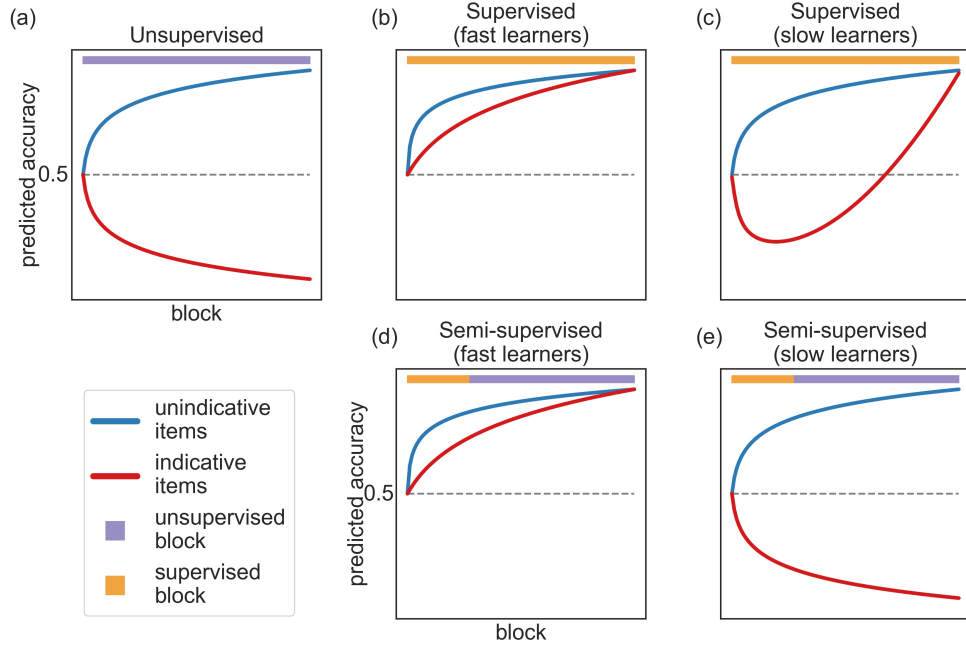 (a)
Unsupervised
(b)
Supervised
(fast learners)
(c)
Supervised
(slow learners)
predicted accuracy
0.5
block
(d)
Semi-supervised
(fast learners)
(e)
Semi-supervised
(slow learners)
predicted accuracy
0.5
block
unindicative
items
indicative
items
unsupervised
block
supervised
block